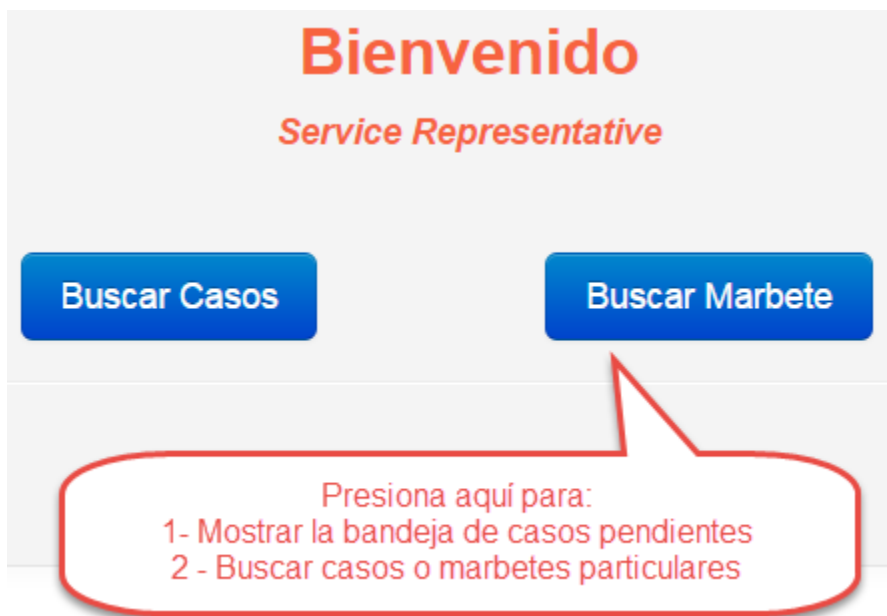 Bienvenido
Service Representative
Buscar Casos
Buscar Marbete
Presiona aquí para:
1- Mostrar la bandeja de casos pendientes
2 - Buscar casos o marbetes particulares